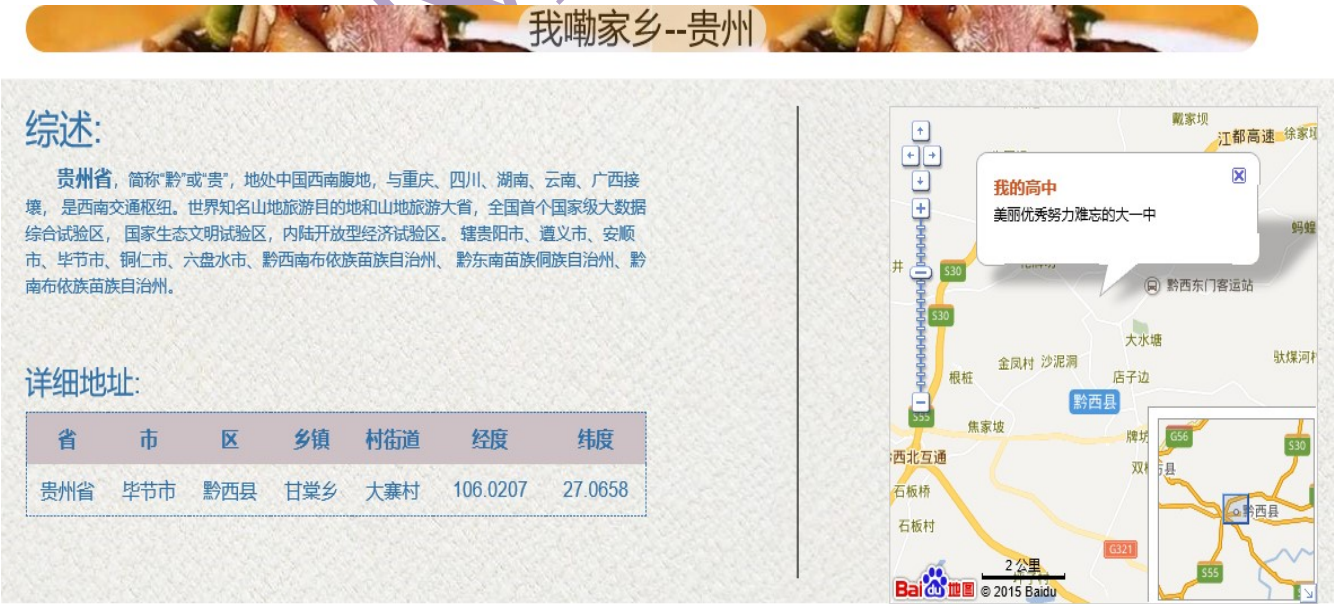 我嘞家乡--贵州
综述:
贵州省，简称“黔”或“贵”，地处中国西南腹地，与重庆、四川、湖南、云南、广西接
壤， 是西南交通枢纽。世界知名山地旅游目的地和山地旅游大省，全国首个国家级大数据
综合试验区， 国家生态文明试验区，内陆开放型经济试验区。 辖贵阳市、遵义市、安顺
市、毕节市、铜仁市、六盘水市、黔西南布依族苗族自治州、 黔东南苗族侗族自治州、黔
南布依族苗族自治州。
详细地址:
省 市 区 乡镇 村街道 经度 纬度
贵州省 毕节市 黔西县 甘棠乡 大寨村 106.0207 27.0658
戴家坝
江都高速 徐家垭
我的高中
美丽优秀努力难忘的大一中
蚂蝗
井
S30
黔西东门客运站
S30
大水塘
金凤村 沙泥洞
驮煤河村
根桩
店子边
黔西县
S55
焦家坡
牌坊
G56
S30
西北互通
双
县
石板桥
黔西县
石板村
G321
2 公里
S55
Bai du 地图 © 2015 Baidu